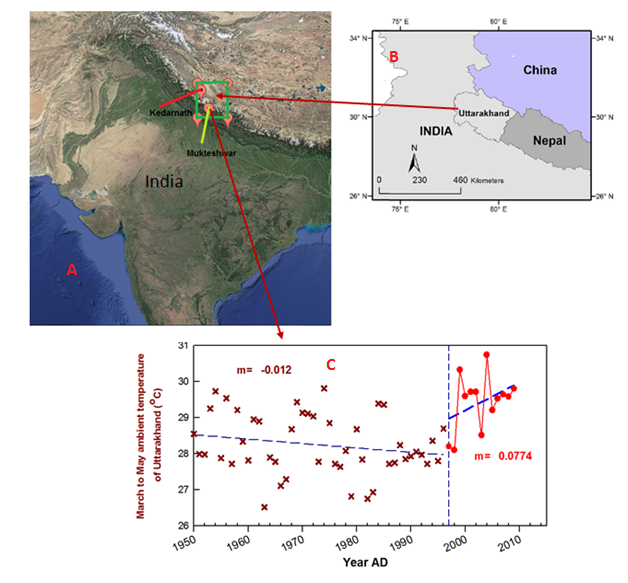 Kedarnath
Mukteshwar
India
A
75° E
80° E
34° N
34° N
B
China
30° N
Uttarakhand
30° N
INDIA
Nepal
N
0 230 460 Kilometers
26° N
26° N
75° E
80° E
March to May ambient temperature
of Uttarakhand (°C)
31
30
29
28
27
26
m= -0.012
C
m= 0.0774
1950
1960
1970
1980
1990
2000
2010
Year AD